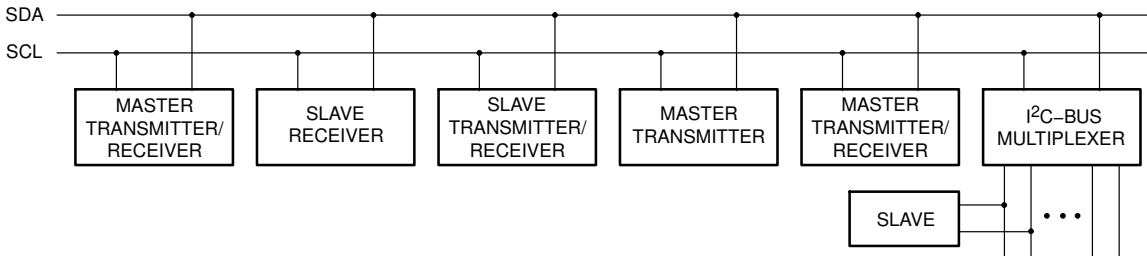 SDA
SCL
MASTER
TRANSMITTER/
RECEIVER
SLAVE
RECEIVER
SLAVE
TRANSMITTER/
RECEIVER
MASTER
TRANSMITTER
MASTER
TRANSMITTER/
RECEIVER
I²C–BUS
MULTIPLEXER
SLAVE